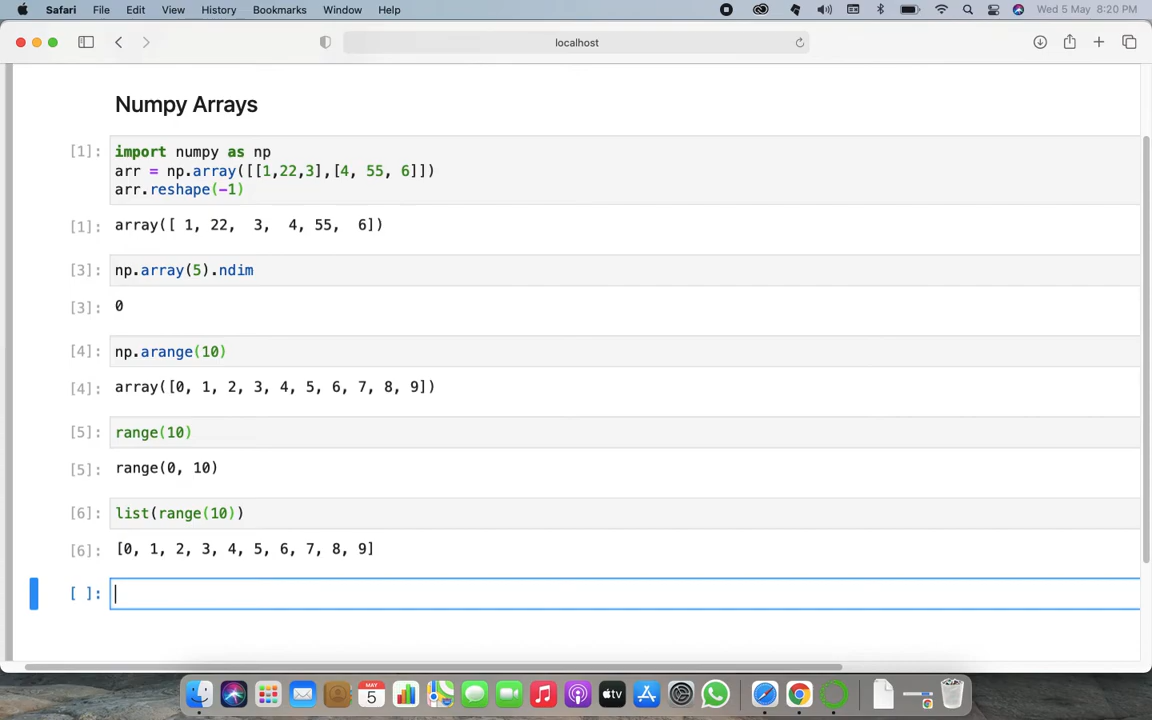 Safari File Edit View History Bookmarks Window Help Wed 5 May 8:20 PM
localhost
Numpy Arrays
[1]: import numpy as np
arr = np.array([[1,22,3],[4, 55, 6]])
arr.reshape(-1)
[1]: array([ 1, 22,  3,  4, 55,  6])
[3]: np.array(5).ndim
[3]: 0
[4]: np.arange(10)
[4]: array([0, 1, 2, 3, 4, 5, 6, 7, 8, 9])
[5]: range(10)
[5]: range(0, 10)
[6]: list(range(10))
[6]: [0, 1, 2, 3, 4, 5, 6, 7, 8, 9]
[ ]:
MAY
5
tv